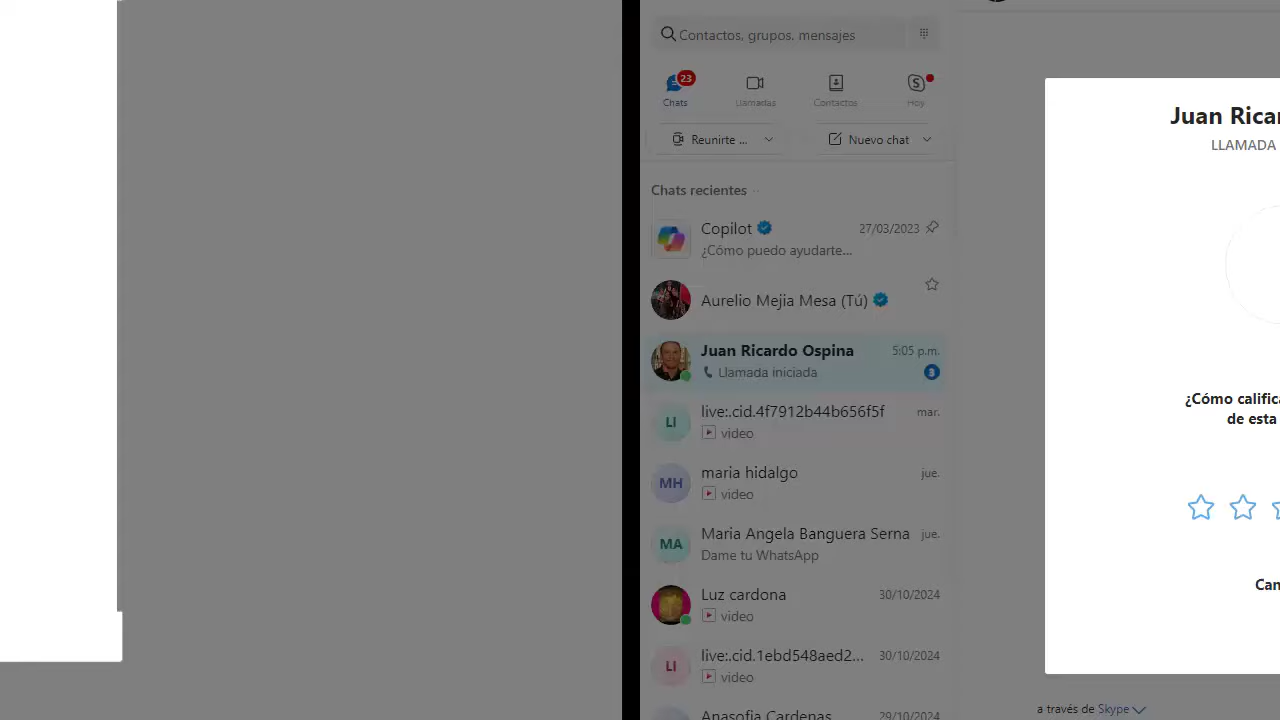 Contactos, grupos. mensajes
23
Chats
Llamadas
Contactos
Hoy
Reunirte ...
Nuevo chat
Chats recientes
Copilot
27/03/2023
¿Cómo puedo ayudarte...
Aurelio Mejia Mesa (Tú)
Juan Ricardo Ospina
5:05 p.m.
Llamada iniciada
3
LI
live:.cid.4f7912b44b656f5f
mar.
video
MH
maria hidalgo
jue.
video
MA
Maria Angela Banguera Serna
jue.
Dame tu WhatsApp
Luz cardona
30/10/2024
video
LI
live:.cid.1ebd548aed2...
30/10/2024
video
Anasofia Cardenas
29/10/2024
Juan Ricar
LLAMADA
¿Cómo califica
de esta
Can
a través de Skype